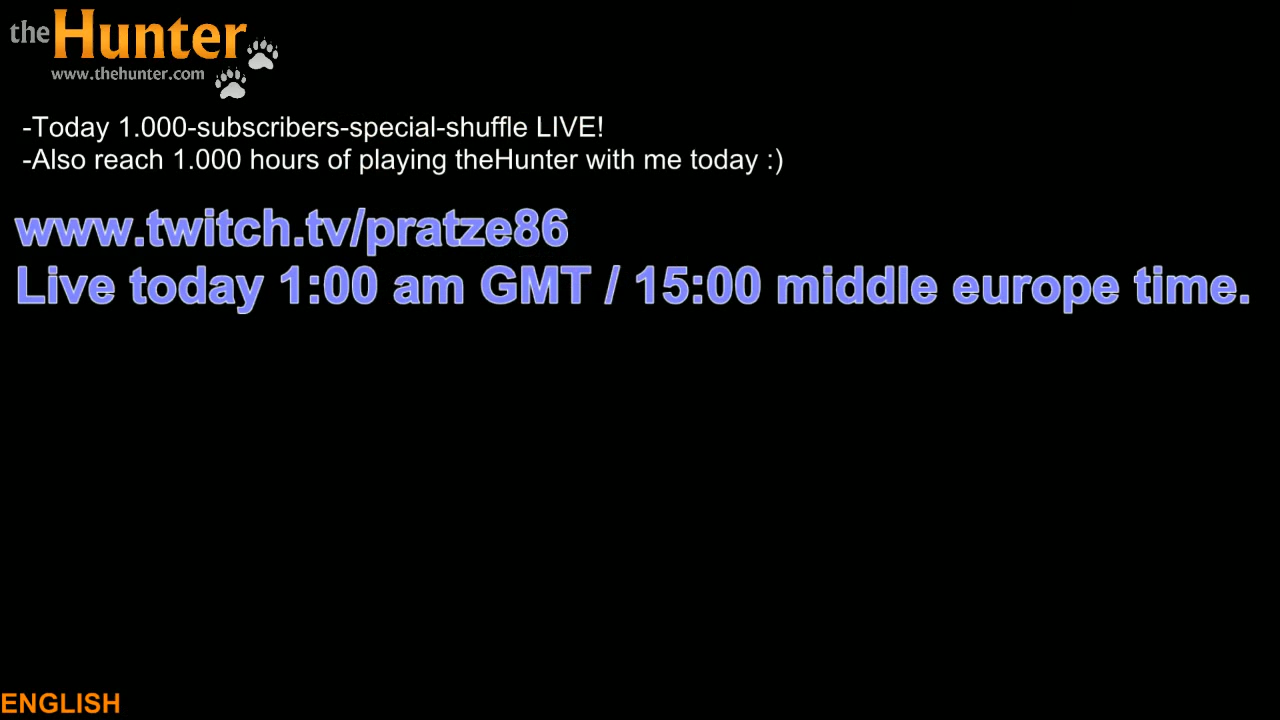 theHunter
www.thehunter.com
-Today 1.000-subscribers-special-shuffle LIVE!
-Also reach 1.000 hours of playing theHunter with me today :)
www.twitch.tv/pratze86
Live today 1:00 am GMT / 15:00 middle europe time.
ENGLISH